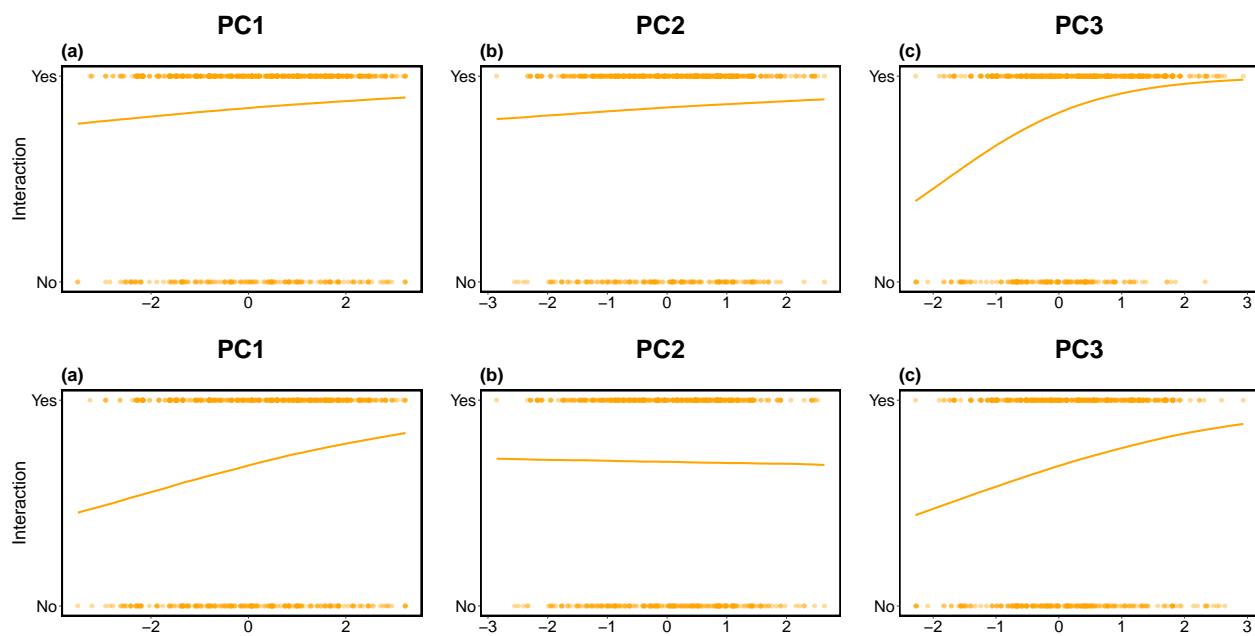 PC1 PC2 PC3
(a) (b) (c)
Yes Yes Yes
Interaction
No No No
−2 0 2 −3 −2 −1 0 1 2 −2 −1 0 1 2 3
PC1 PC2 PC3
(a) (b) (c)
Yes Yes Yes
Interaction
No No No
−2 0 2 −3 −2 −1 0 1 2 −2 −1 0 1 2 3